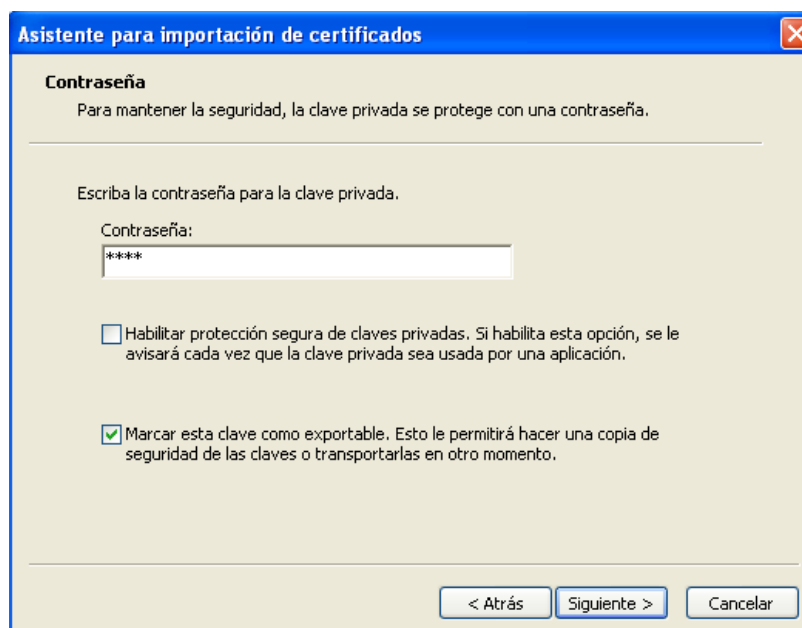 Asistente para importación de certificados
Contraseña
Para mantener la seguridad, la clave privada se protege con una contraseña.
Escriba la contraseña para la clave privada.
Contraseña:
****
Habilitar protección segura de claves privadas. Si habilita esta opción, se le
avisará cada vez que la clave privada sea usada por una aplicación.
Marcar esta clave como exportable. Esto le permitirá hacer una copia de
seguridad de las claves o transportarlas en otro momento.
< Atrás Siguiente > Cancelar